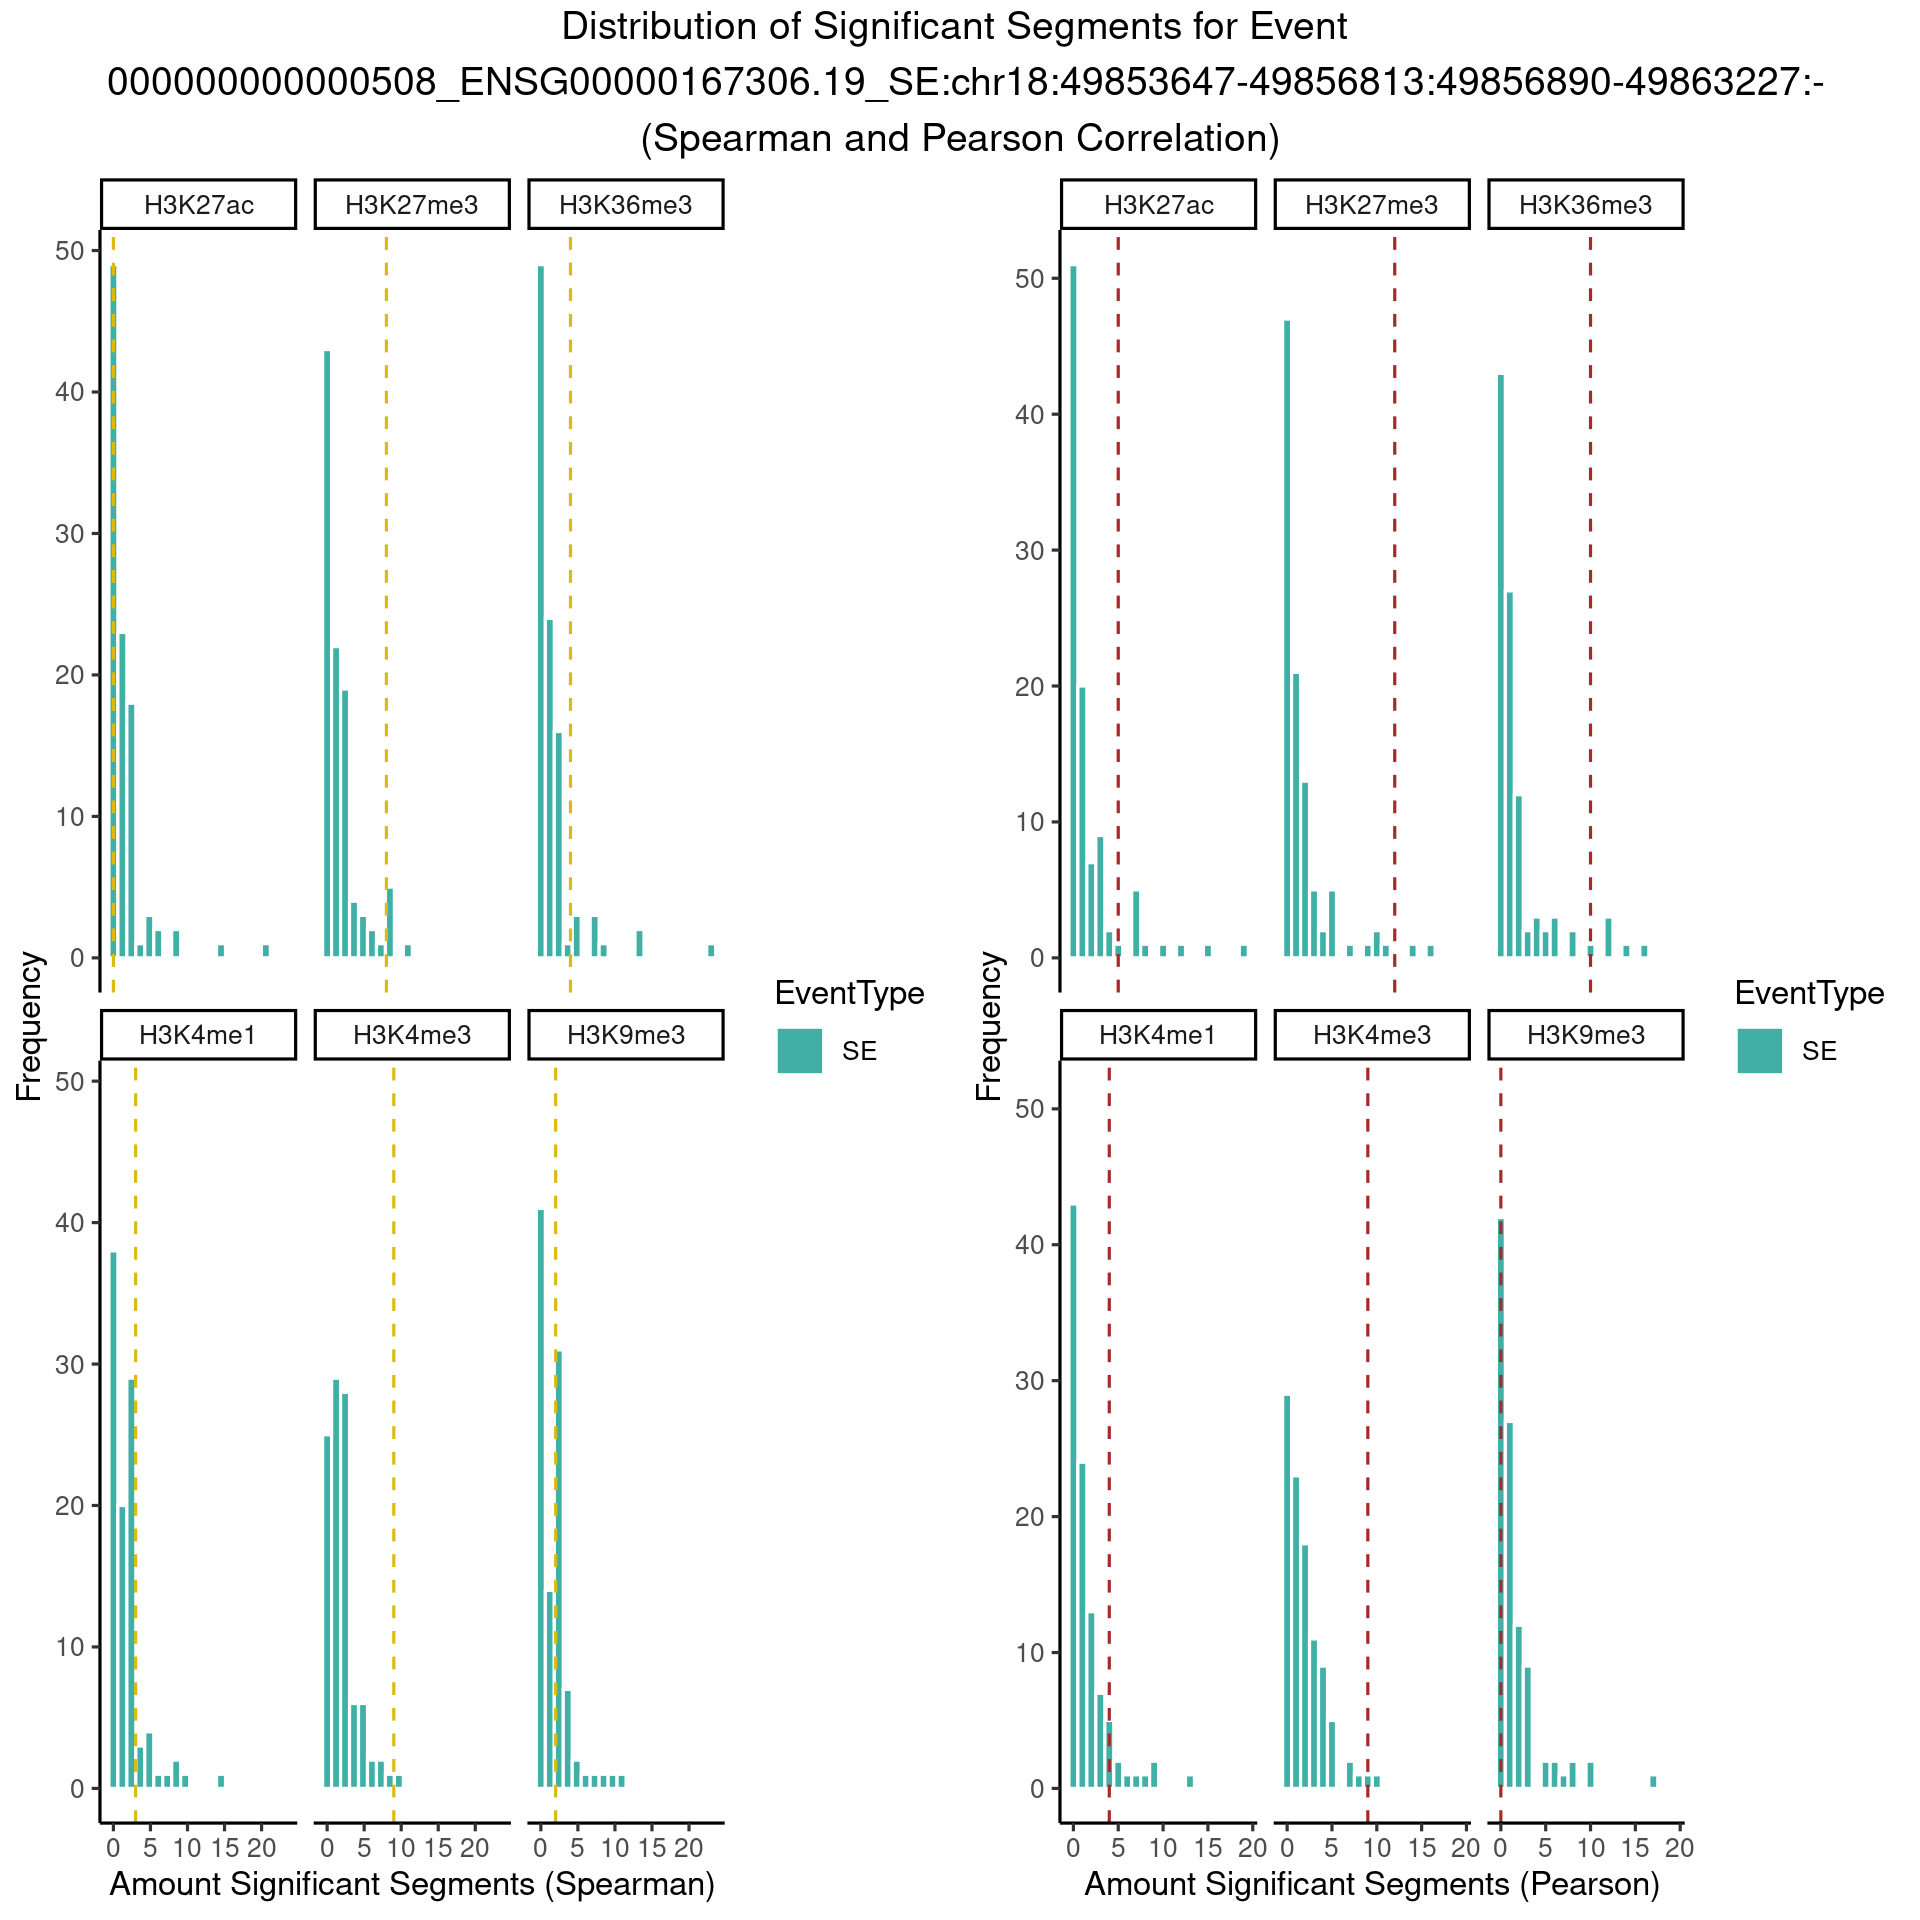 Distribution of Significant Segments for Event
000000000000508_ENSG00000167306.19_SE:chr18:49853647-49856813:49856890-49863227:-
(Spearman and Pearson Correlation)
H3K27ac H3K27me3 H3K36me3
50
40
30
20
10
0
H3K4me1 H3K4me3 H3K9me3
50
40
30
20
10
0
0 5 10 15 20 0 5 10 15 20 0 5 10 15 20
Frequency
Amount Significant Segments (Spearman)
EventType
SE
H3K27ac H3K27me3 H3K36me3
50
40
30
20
10
0
H3K4me1 H3K4me3 H3K9me3
50
40
30
20
10
0
0 5 10 15 20 0 5 10 15 20 0 5 10 15 20
Frequency
Amount Significant Segments (Pearson)
EventType
SE